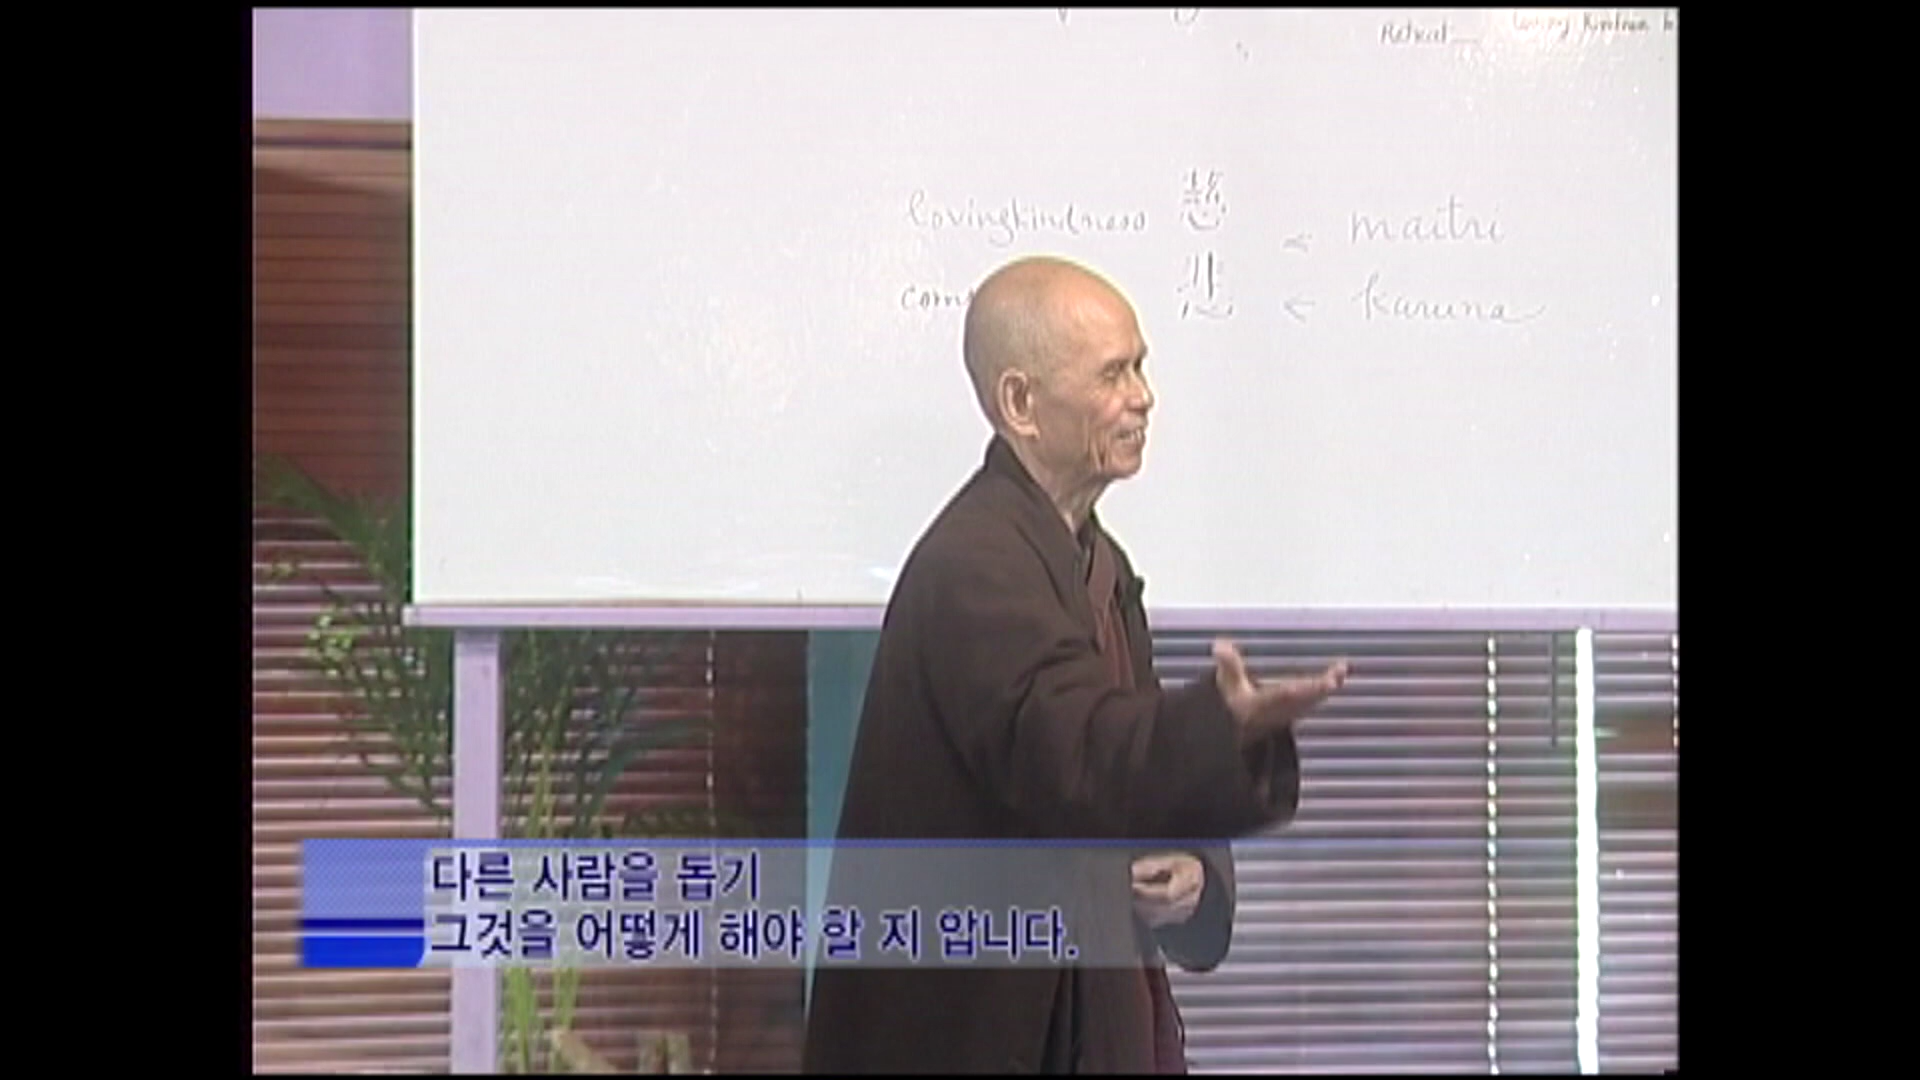 Retreat
lovingkindness 慈 < maitri
com 悲 < karuna
다른 사람을 돕기
그것을 어떻게 해야 할 지 압니다.